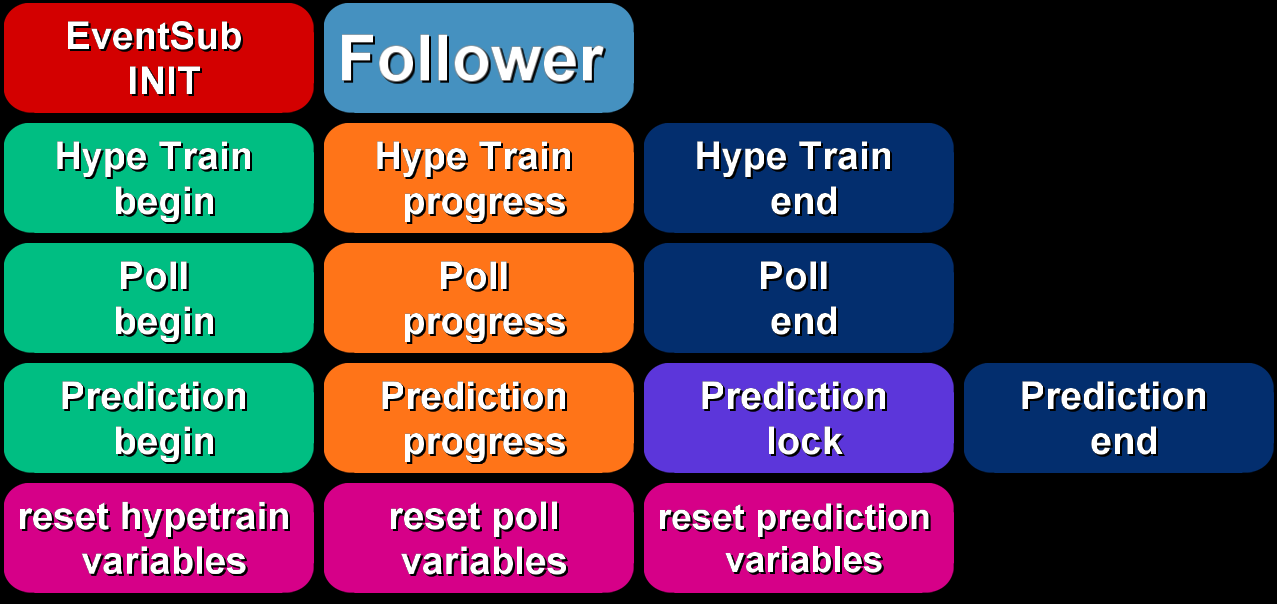 EventSub
INIT
Follower
Hype Train
begin
Hype Train
progress
Hype Train
end
Poll
begin
Poll
progress
Poll
end
Prediction
begin
Prediction
progress
Prediction
lock
Prediction
end
reset hypetrain
variables
reset poll
variables
reset prediction
variables